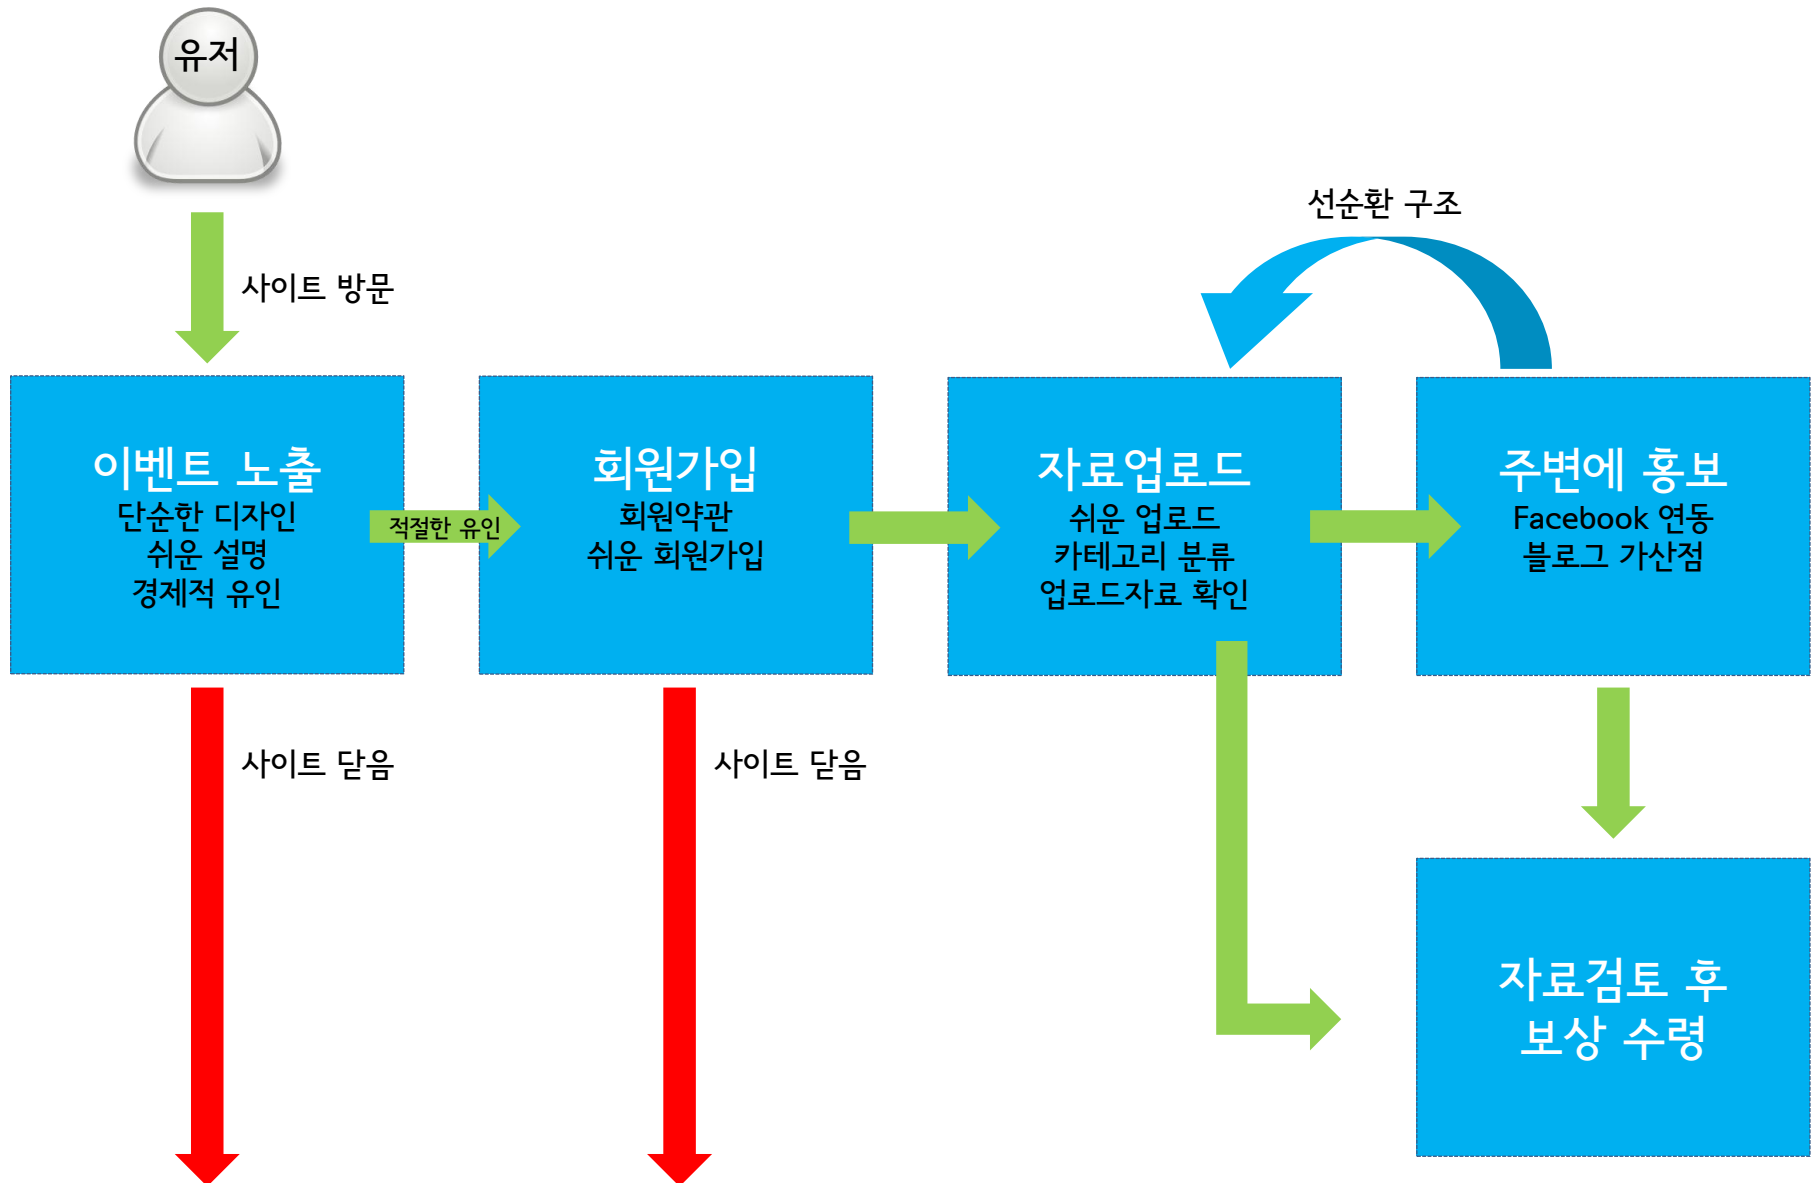 유저
사이트 방문
선순환 구조
이벤트 노출
단순한 디자인
쉬운 설명
경제적 유인
적절한 유인
회원가입
회원약관
쉬운 회원가입
자료업로드
쉬운 업로드
카테고리 분류
업로드자료 확인
주변에 홍보
Facebook 연동
블로그 가산점
사이트 닫음
사이트 닫음
자료검토 후
보상 수령